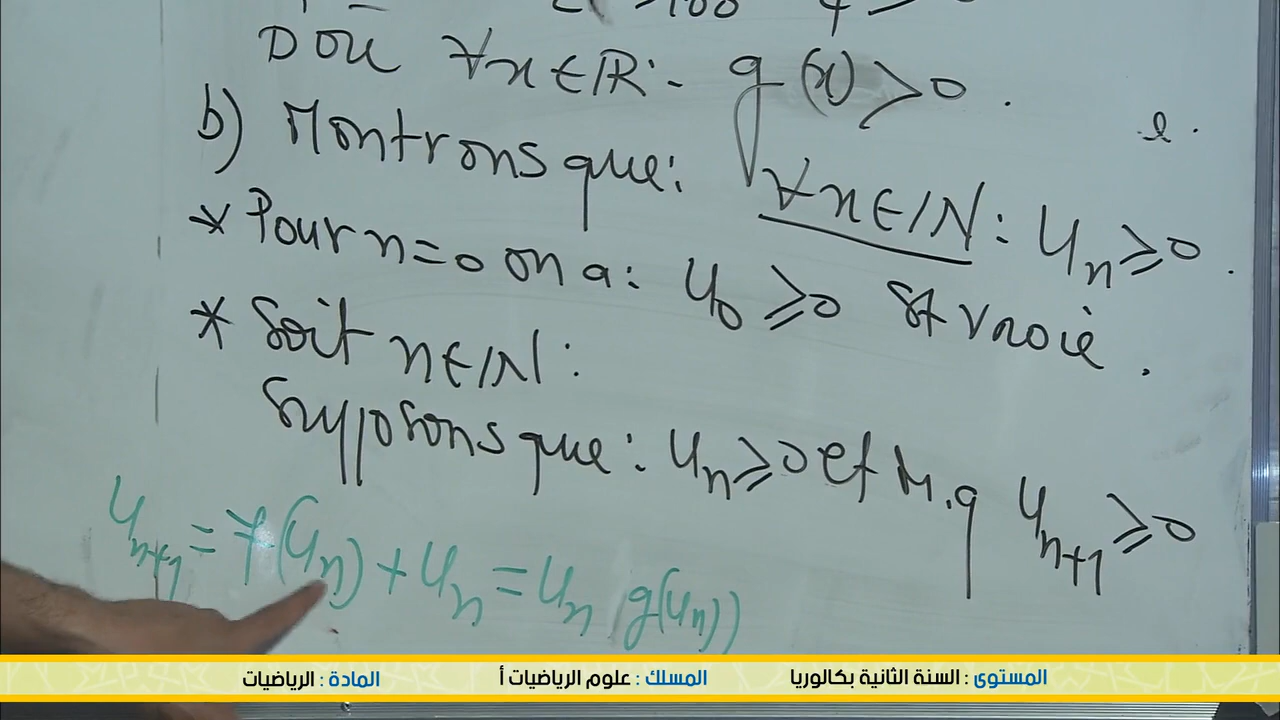 D'où ∀x∈ℝ:- g(x)>0.
b) Montrons que: ∀n∈ℕ: Uₙ⩾0.
* Pour n=0 on a: U₀⩾0 st vraie.
* Soit n∈ℕ:
Supposons que: Uₙ⩾0 et M.q Uₙ₊₁⩾0
Uₙ₊₁ = f(Uₙ)+Uₙ = Uₙ g(uₙ))
المادة : الرياضيات
المسلك : علوم الرياضيات أ
المستوى : السنة الثانية بكالوريا